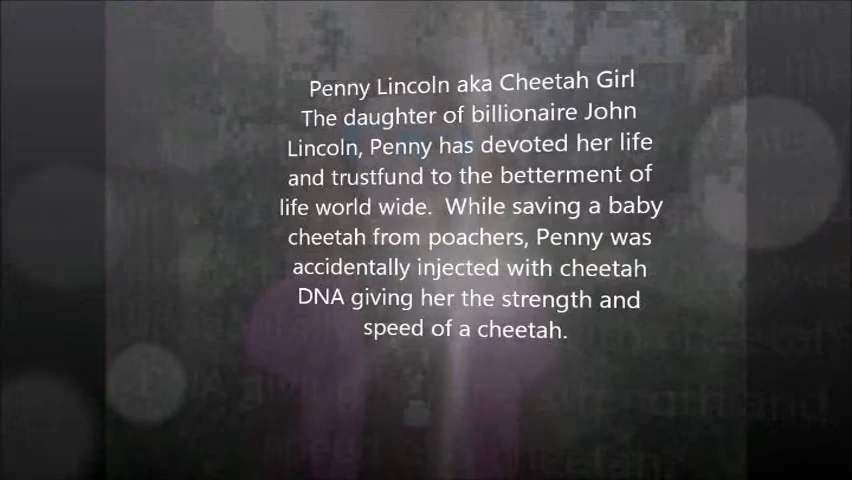 Penny Lincoln aka Cheetah Girl
The daughter of billionaire John
Lincoln, Penny has devoted her life
and trustfund to the betterment of
life world wide.  While saving a baby
cheetah from poachers, Penny was
accidentally injected with cheetah
DNA giving her the strength and
speed of a cheetah.